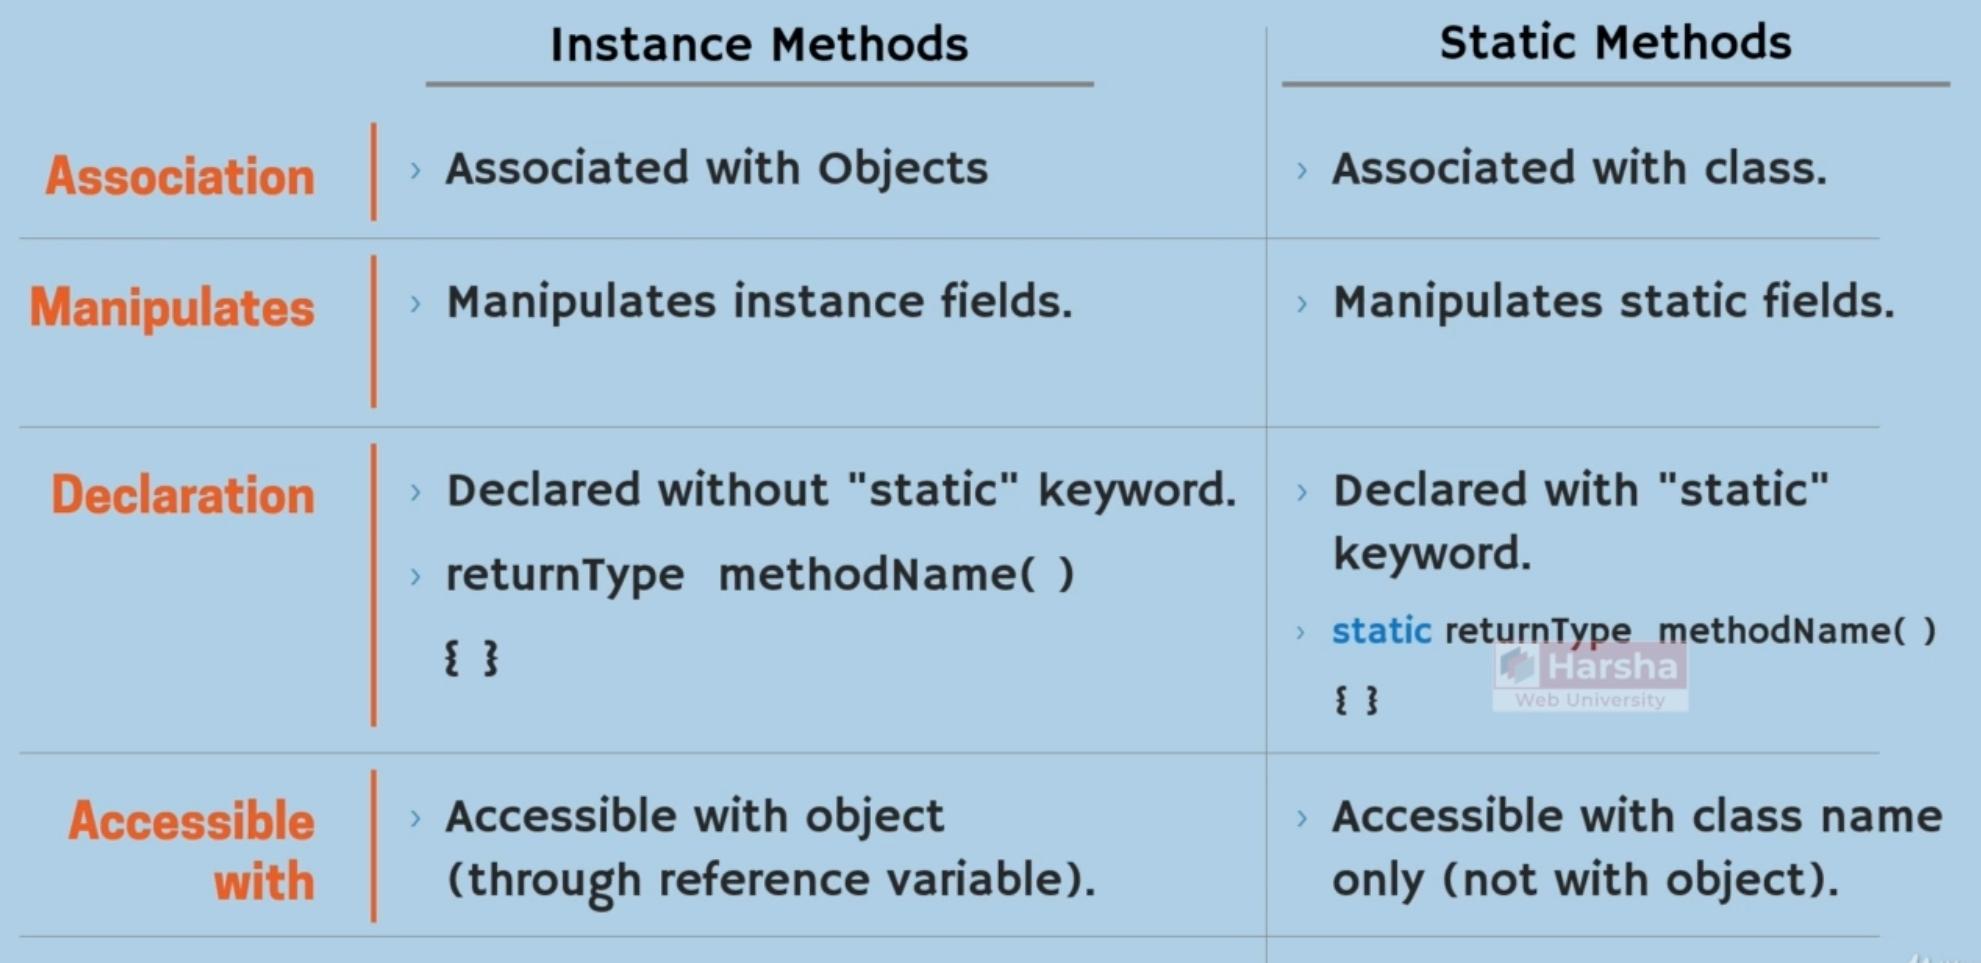 Instance Methods
Static Methods
Association
› Associated with Objects
› Associated with class.
Manipulates
› Manipulates instance fields.
› Manipulates static fields.
Declaration
› Declared without "static" keyword.
› returnType methodName( )
{ }
› Declared with "static"
keyword.
› static returnType methodName( )
{ }
Harsha
Web University
Accessible
with
› Accessible with object
(through reference variable).
› Accessible with class name
only (not with object).